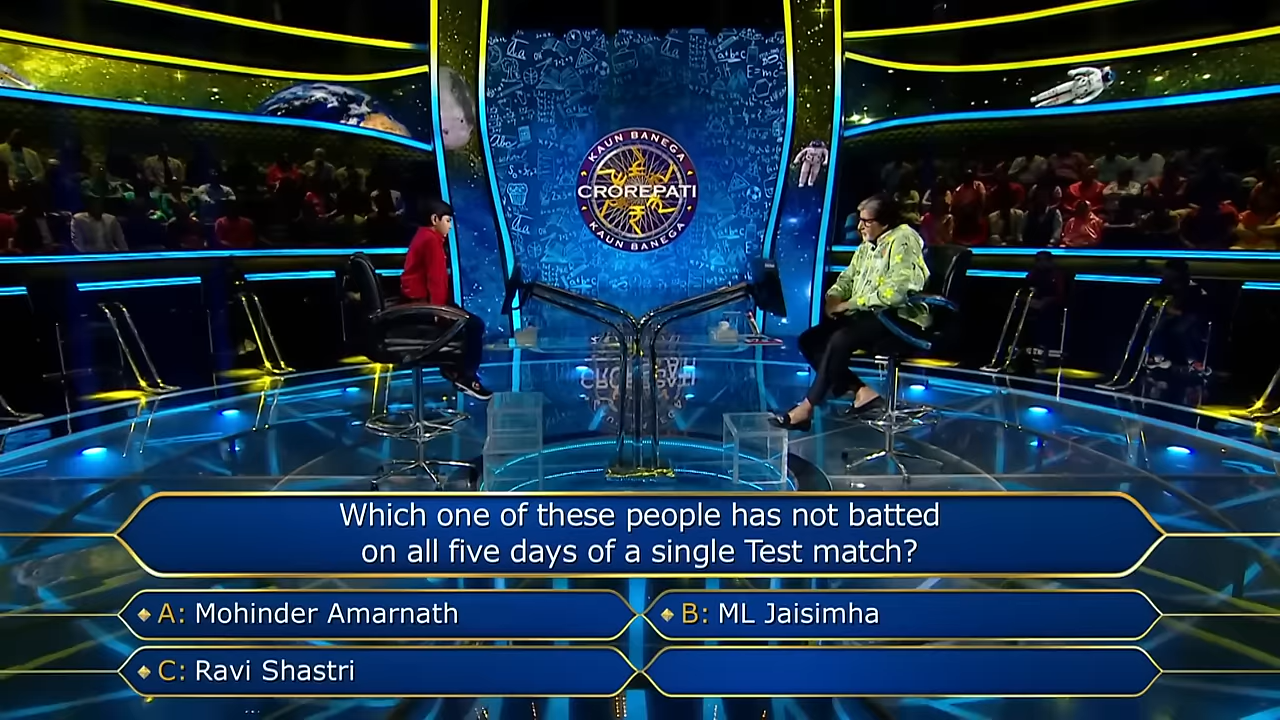 KAUN BANEGA
CROREPATI
KAUN BANEGA
E=mc²
Which one of these people has not batted
on all five days of a single Test match?
A: Mohinder Amarnath
B: ML Jaisimha
C: Ravi Shastri